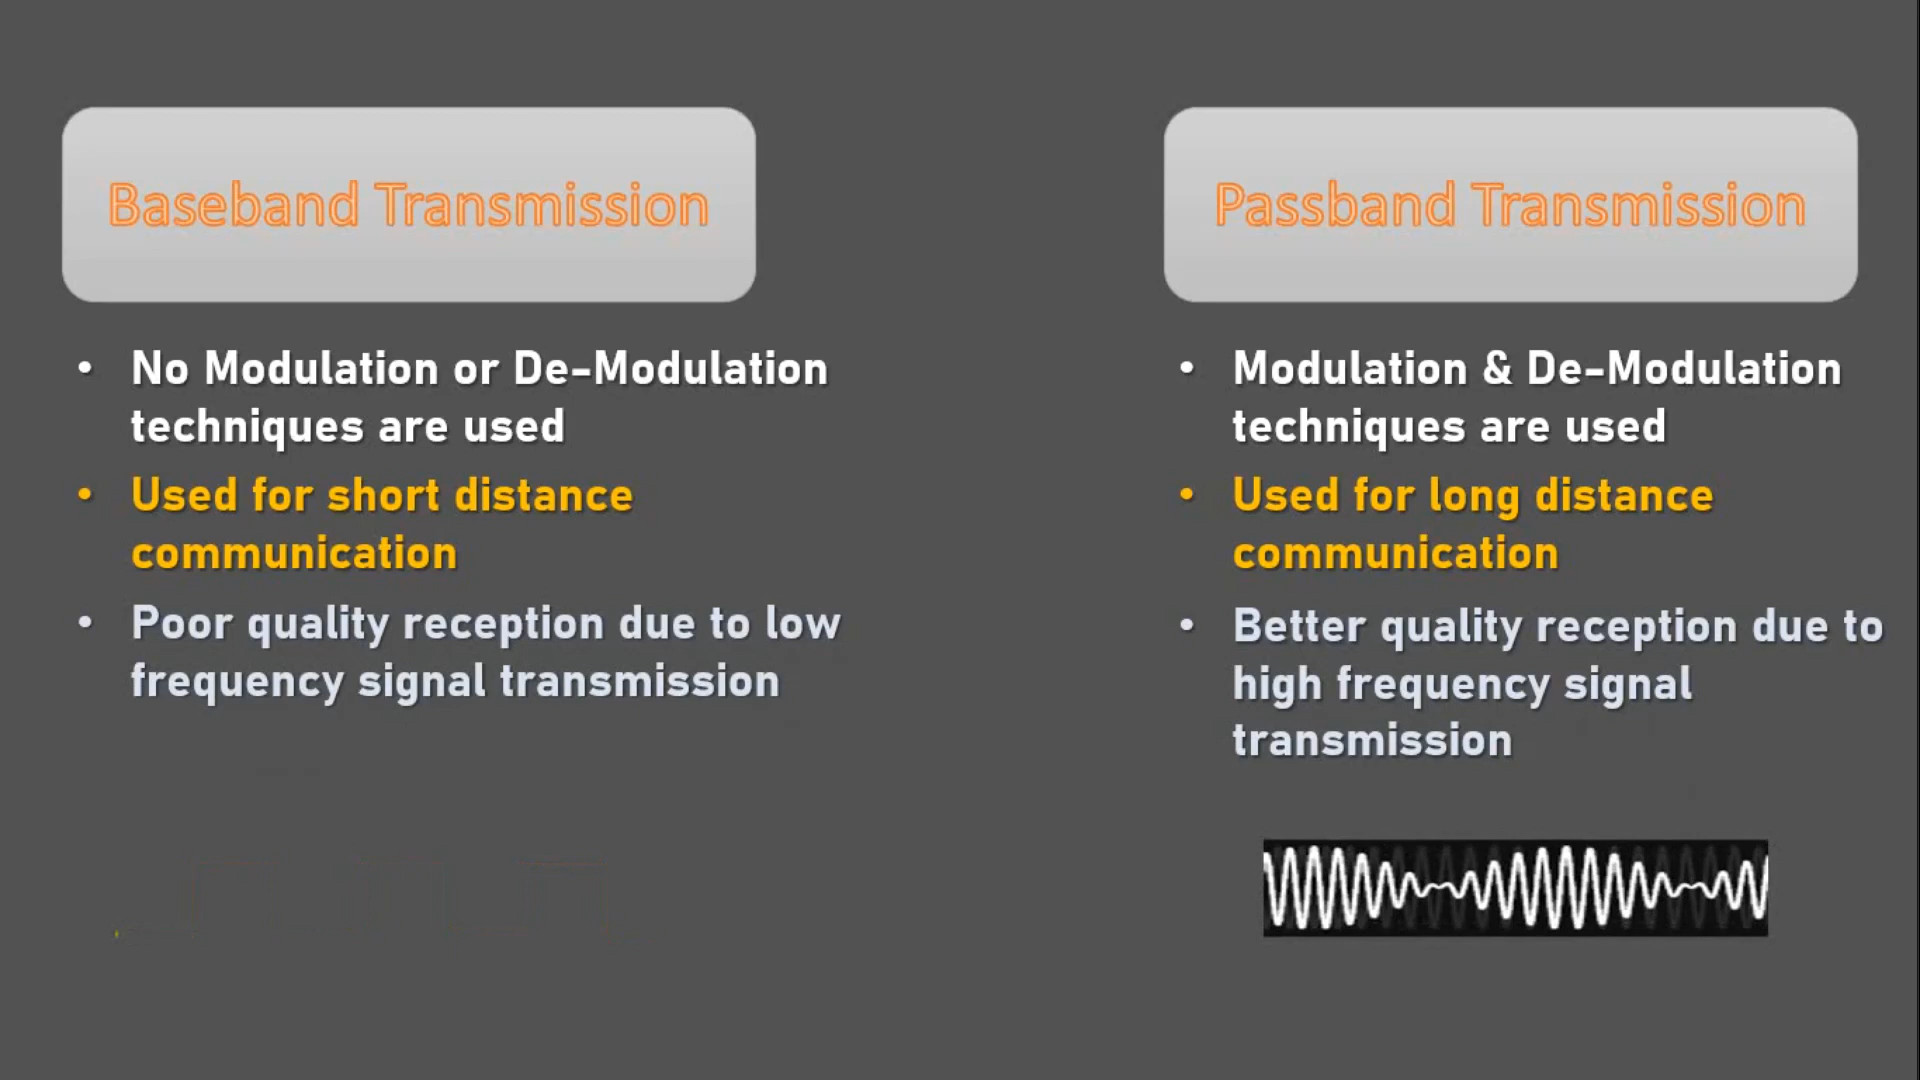 Baseband Transmission
• No Modulation or De-Modulation
techniques are used
• Used for short distance
communication
• Poor quality reception due to low
frequency signal transmission
Passband Transmission
• Modulation & De-Modulation
techniques are used
• Used for long distance
communication
• Better quality reception due to
high frequency signal
transmission